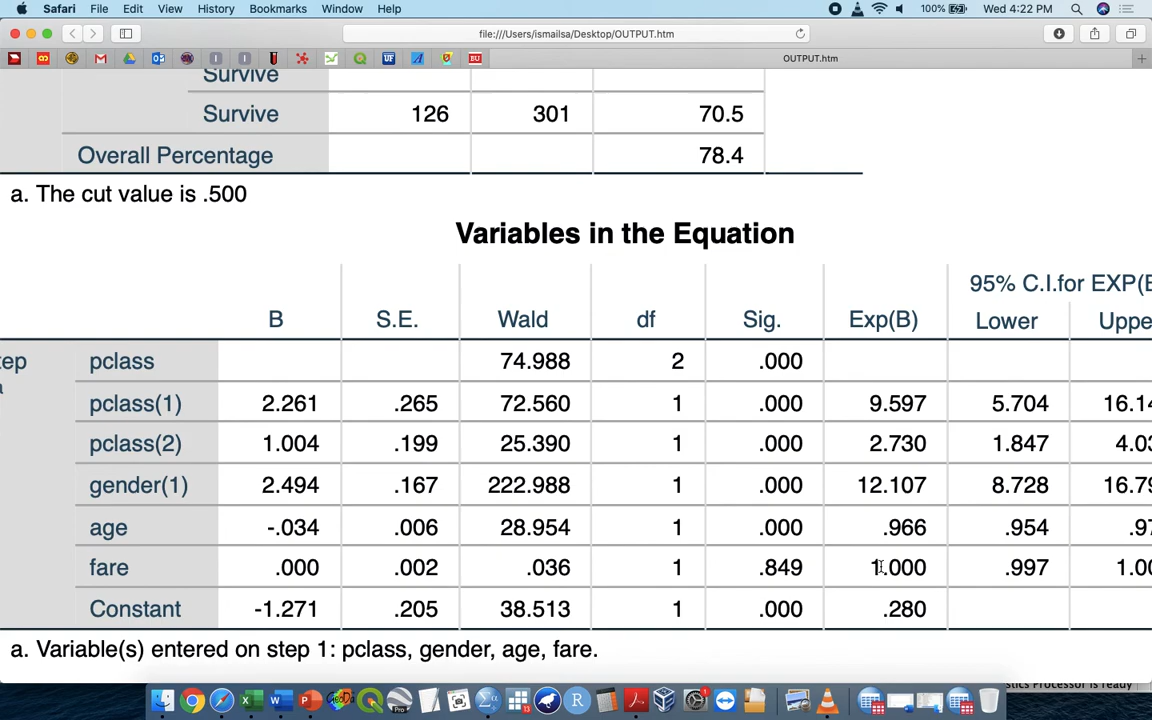 Safari File Edit View History Bookmarks Window Help 100% Wed 4:22 PM
file:///Users/ismailsa/Desktop/OUTPUT.htm
UF BU OUTPUT.htm
Survive
Survive 126 301 70.5
Overall Percentage 78.4
a. The cut value is .500
Variables in the Equation
95% C.I.for EXP(B
B S.E. Wald df Sig. Exp(B) Lower Uppe
ep pclass 74.988 2 .000
a
pclass(1) 2.261 .265 72.560 1 .000 9.597 5.704 16.14
pclass(2) 1.004 .199 25.390 1 .000 2.730 1.847 4.03
gender(1) 2.494 .167 222.988 1 .000 12.107 8.728 16.79
age -.034 .006 28.954 1 .000 .966 .954 .97
fare .000 .002 .036 1 .849 1.000 .997 1.00
Constant -1.271 .205 38.513 1 .000 .280
a. Variable(s) entered on step 1: pclass, gender, age, fare.
stics Processor is ready